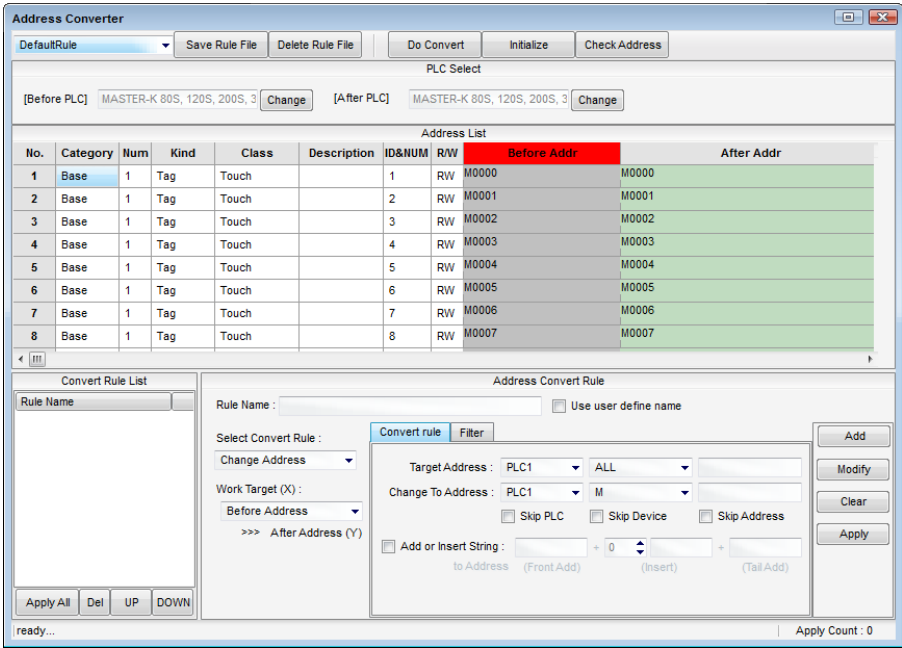 Address Converter
DefaultRule Save Rule File Delete Rule File Do Convert Initialize Check Address
PLC Select
[Before PLC] MASTER-K 80S, 120S, 200S, 3 Change [After PLC] MASTER-K 80S, 120S, 200S, 3 Change
Address List
No. Category Num Kind Class Description ID&NUM R/W Before Addr After Addr
1 Base 1 Tag Touch 1 RW M0000 M0000
2 Base 1 Tag Touch 2 RW M0001 M0001
3 Base 1 Tag Touch 3 RW M0002 M0002
4 Base 1 Tag Touch 4 RW M0003 M0003
5 Base 1 Tag Touch 5 RW M0004 M0004
6 Base 1 Tag Touch 6 RW M0005 M0005
7 Base 1 Tag Touch 7 RW M0006 M0006
8 Base 1 Tag Touch 8 RW M0007 M0007
Convert Rule List
Rule Name
Apply All Del UP DOWN
Address Convert Rule
Rule Name : Use user define name
Select Convert Rule :
Change Address
Work Target (X) :
Before Address
>>> After Address (Y)
Convert rule Filter
Target Address : PLC1 ALL
Change To Address : PLC1 M
Skip PLC Skip Device Skip Address
Add or Insert String : + 0 +
to Address (Front Add) (Insert) (Tail Add)
Add
Modify
Clear
Apply
ready... Apply Count : 0